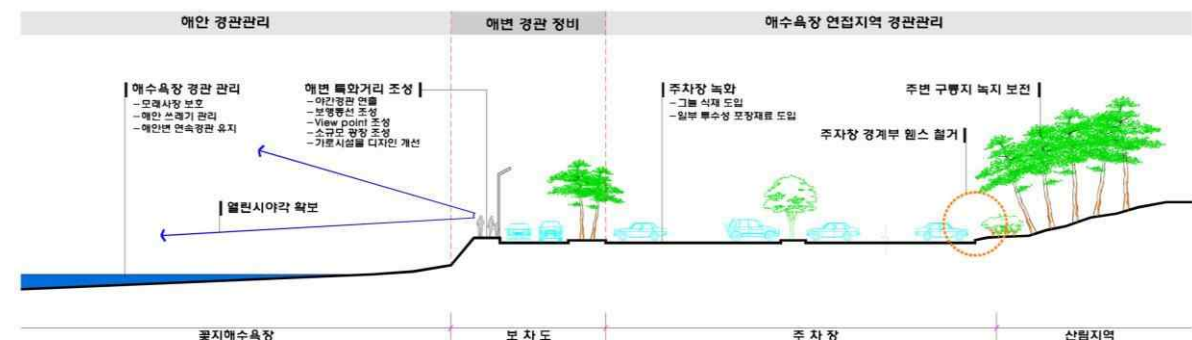 해안 경관관리
해변 경관 정비
해수욕장 연접지역 경관관리
해수욕장 경관 관리
-모래사장 보호
-해안 쓰레기 관리
-해안변 연속경관 유지
해변 특화거리 조성
-야간경관 연출
-보행동선 조성
-View point 조성
-소규모 광장 조성
-가로시설물 디자인 개선
주차장 녹화
-그늘 식재 도입
-일부 투수성 포장재료 도입
주변 구릉지 녹지 보전
주차장 경계부 휀스 철거
열린시야각 확보
꽃지해수욕장
보 차 도
주 차 장
산림지역